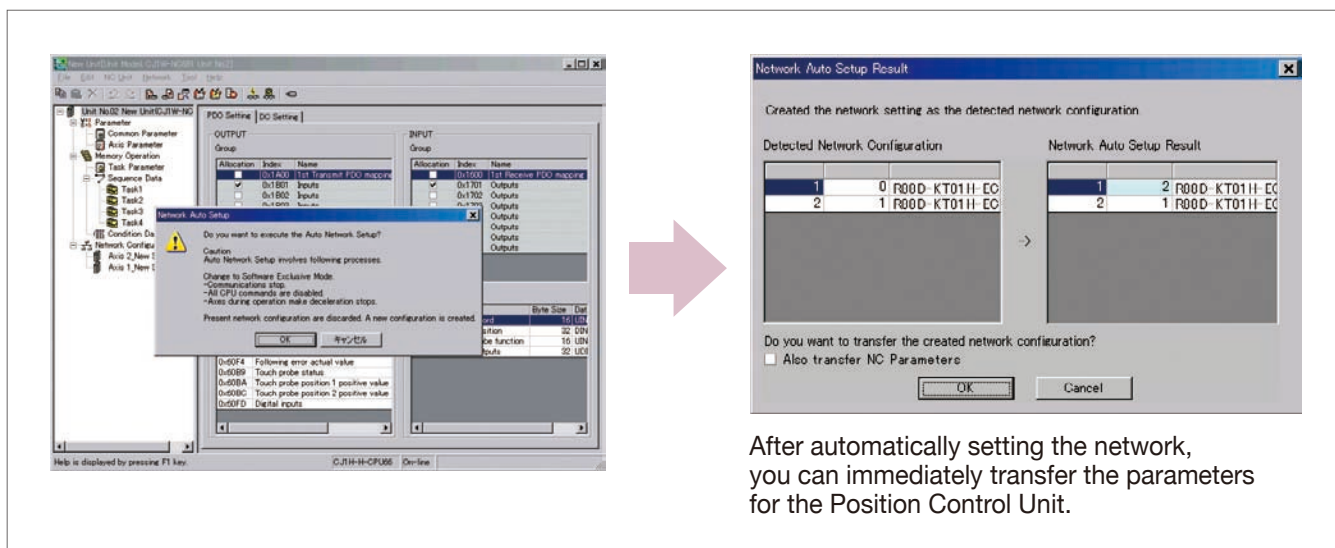 New Unit[Unit Model: CJ1W-NC881 Unit No.2]
File Edit NC Unit Network Tool Help
Unit No.02 New Unit(CJ1W-NC
Parameter
Common Parameter
Axis Parameter
Memory Operation
Task Parameter
Sequence Data
Task1
Task2
Task3
Task4
Condition Da
Network Configu
Axis 2_New S
Axis 1_New
PDO Setting
DC Setting
OUTPUT
Group
Allocation Index Name
0x1A00 1st Transmit PDO mapping
0x1B01 Inputs
0x1B02 Inputs
INPUT
Group
Allocation Index Name
0x1600 1st Receive PDO mapping
0x1701 Outputs
0x1702 Outputs
Outputs
Outputs
Outputs
Outputs
Network Auto Setup
Do you want to execute the Auto Network Setup?
Caution
Auto Network Setup involves following processes.
Change to Software Exclusive Mode.
-Communications stop.
-All CPU commands are disabled.
-Axes during operation make deceleration stops.
Present network configuration are discarded. A new configuration is created.
OK
キャンセル
Byte Size Dat
ord 16 UIN
sition 32 DIN
be function 16 UIN
tputs 32 UDI
0x60F4 Following error actual value
0x60B9 Touch probe status
0x60BA Touch probe position 1 positive value
0x60BC Touch probe position 2 positive value
0x60FD Digital inputs
Help is displayed by pressing F1 key.
CJ1H-H-CPU66 On-line
Network Auto Setup Result
Created the network setting as the detected network configuration.
Detected Network Configuration
1 0 R88D-KT01H-EC
2 1 R88D-KT01H-EC
->
Network Auto Setup Result
1 2 R88D-KT01H-EC
2 1 R88D-KT01H-EC
Do you want to transfer the created network configuration?
Also transfer NC Parameters
OK
Cancel
After automatically setting the network,
you can immediately transfer the parameters
for the Position Control Unit.